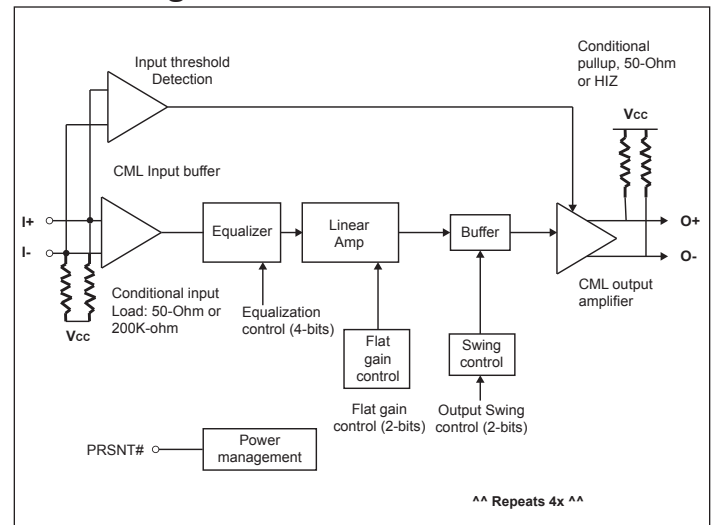 Input threshold
Detection
Conditional
pullup, 50-Ohm
or HIZ
Vcc
CML Input buffer
I+
I-
Equalizer
Linear
Amp
Buffer
O+
O-
CML output
amplifier
Conditional input
Load: 50-Ohm or
200K-ohm
Vcc
Equalization
control (4-bits)
Flat
gain
control
Swing
control
Flat gain
control (2-bits)
Output Swing
control (2-bits)
PRSNT#
Power
management
^^ Repeats 4x ^^